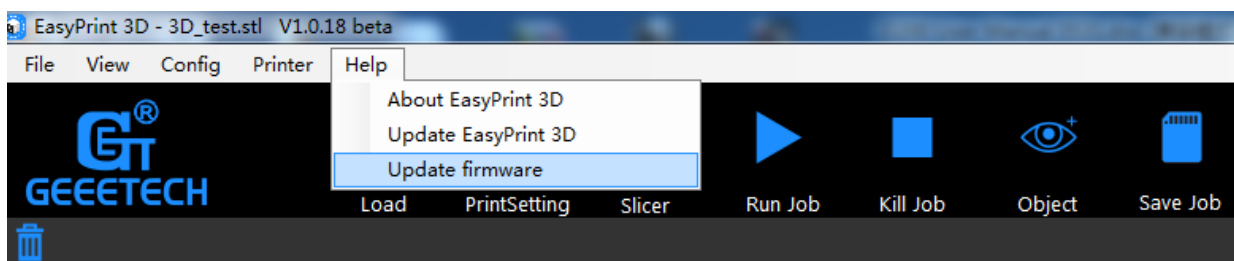 EasyPrint 3D - 3D_test.stl V1.0.18 beta
File View Config Printer Help
About EasyPrint 3D
Update EasyPrint 3D
Update firmware
GEEETECH ®
Load PrintSetting Slicer Run Job Kill Job Object Save Job